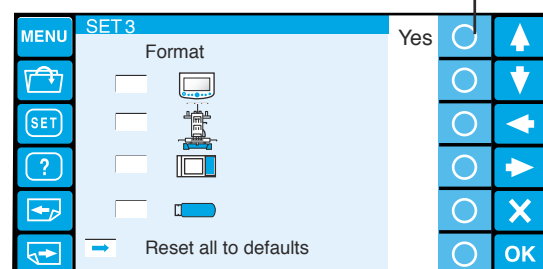 MENU
SET 3
Yes
Format
SET
?
Reset all to defaults
OK